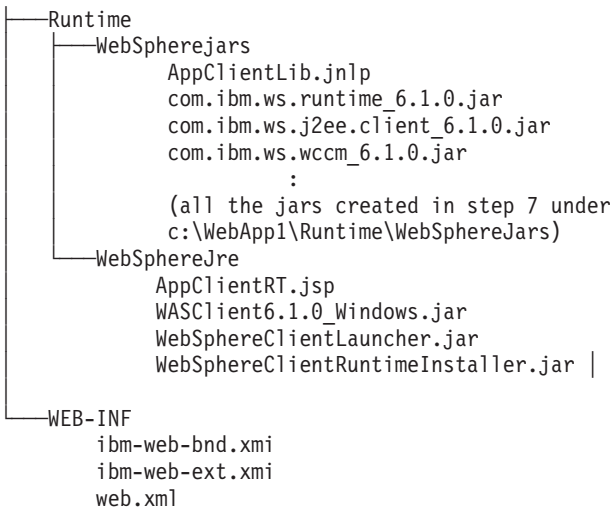 ├───Runtime
│   ├───WebSpherejars
│   │       AppClientLib.jnlp
│   │       com.ibm.ws.runtime_6.1.0.jar
│   │       com.ibm.ws.j2ee.client_6.1.0.jar
│   │       com.ibm.ws.wccm_6.1.0.jar
│   │                 :
│   │       (all the jars created in step 7 under
│   │       c:\WebApp1\Runtime\WebSphereJars)
│   └───WebSphereJre
│          AppClientRT.jsp
│          WASClient6.1.0_Windows.jar
│          WebSphereClientLauncher.jar
│          WebSphereClientRuntimeInstaller.jar |
│
└───WEB-INF
        ibm-web-bnd.xmi
        ibm-web-ext.xmi
        web.xml